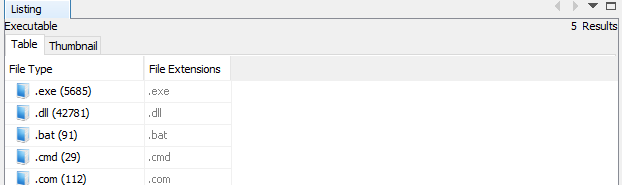 Listing
Executable 5 Results
Table Thumbnail
File Type File Extensions
.exe (5685) .exe
.dll (42781) .dll
.bat (91) .bat
.cmd (29) .cmd
.com (112) .com